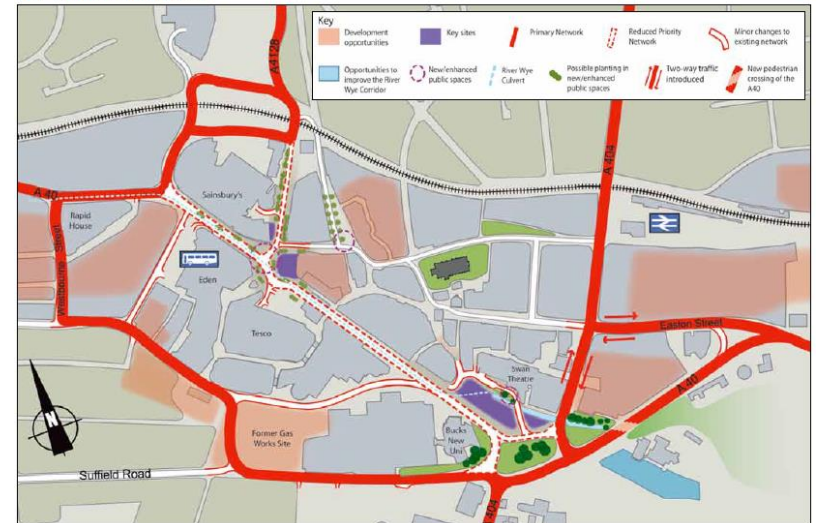 Key
Development
opportunities
Key sites
Primary Network
Reduced Priority
Network
Minor changes to
existing network
Opportunities to
improve the River
Wye Corridor
New/enhanced
public spaces
River Wye
Culvert
Possible planting in
new/enhanced
public spaces
Two-way traffic
introduced
New pedestrian
crossing of the
A40
A4128
A 404
A 40
Sainsbury's
Rapid
House
Westbourne Street
Eden
Tesco
Easton Street
Swan
Theatre
A 40
Former Gas
Works Site
Bucks
New
Uni
Suffield Road
404
N